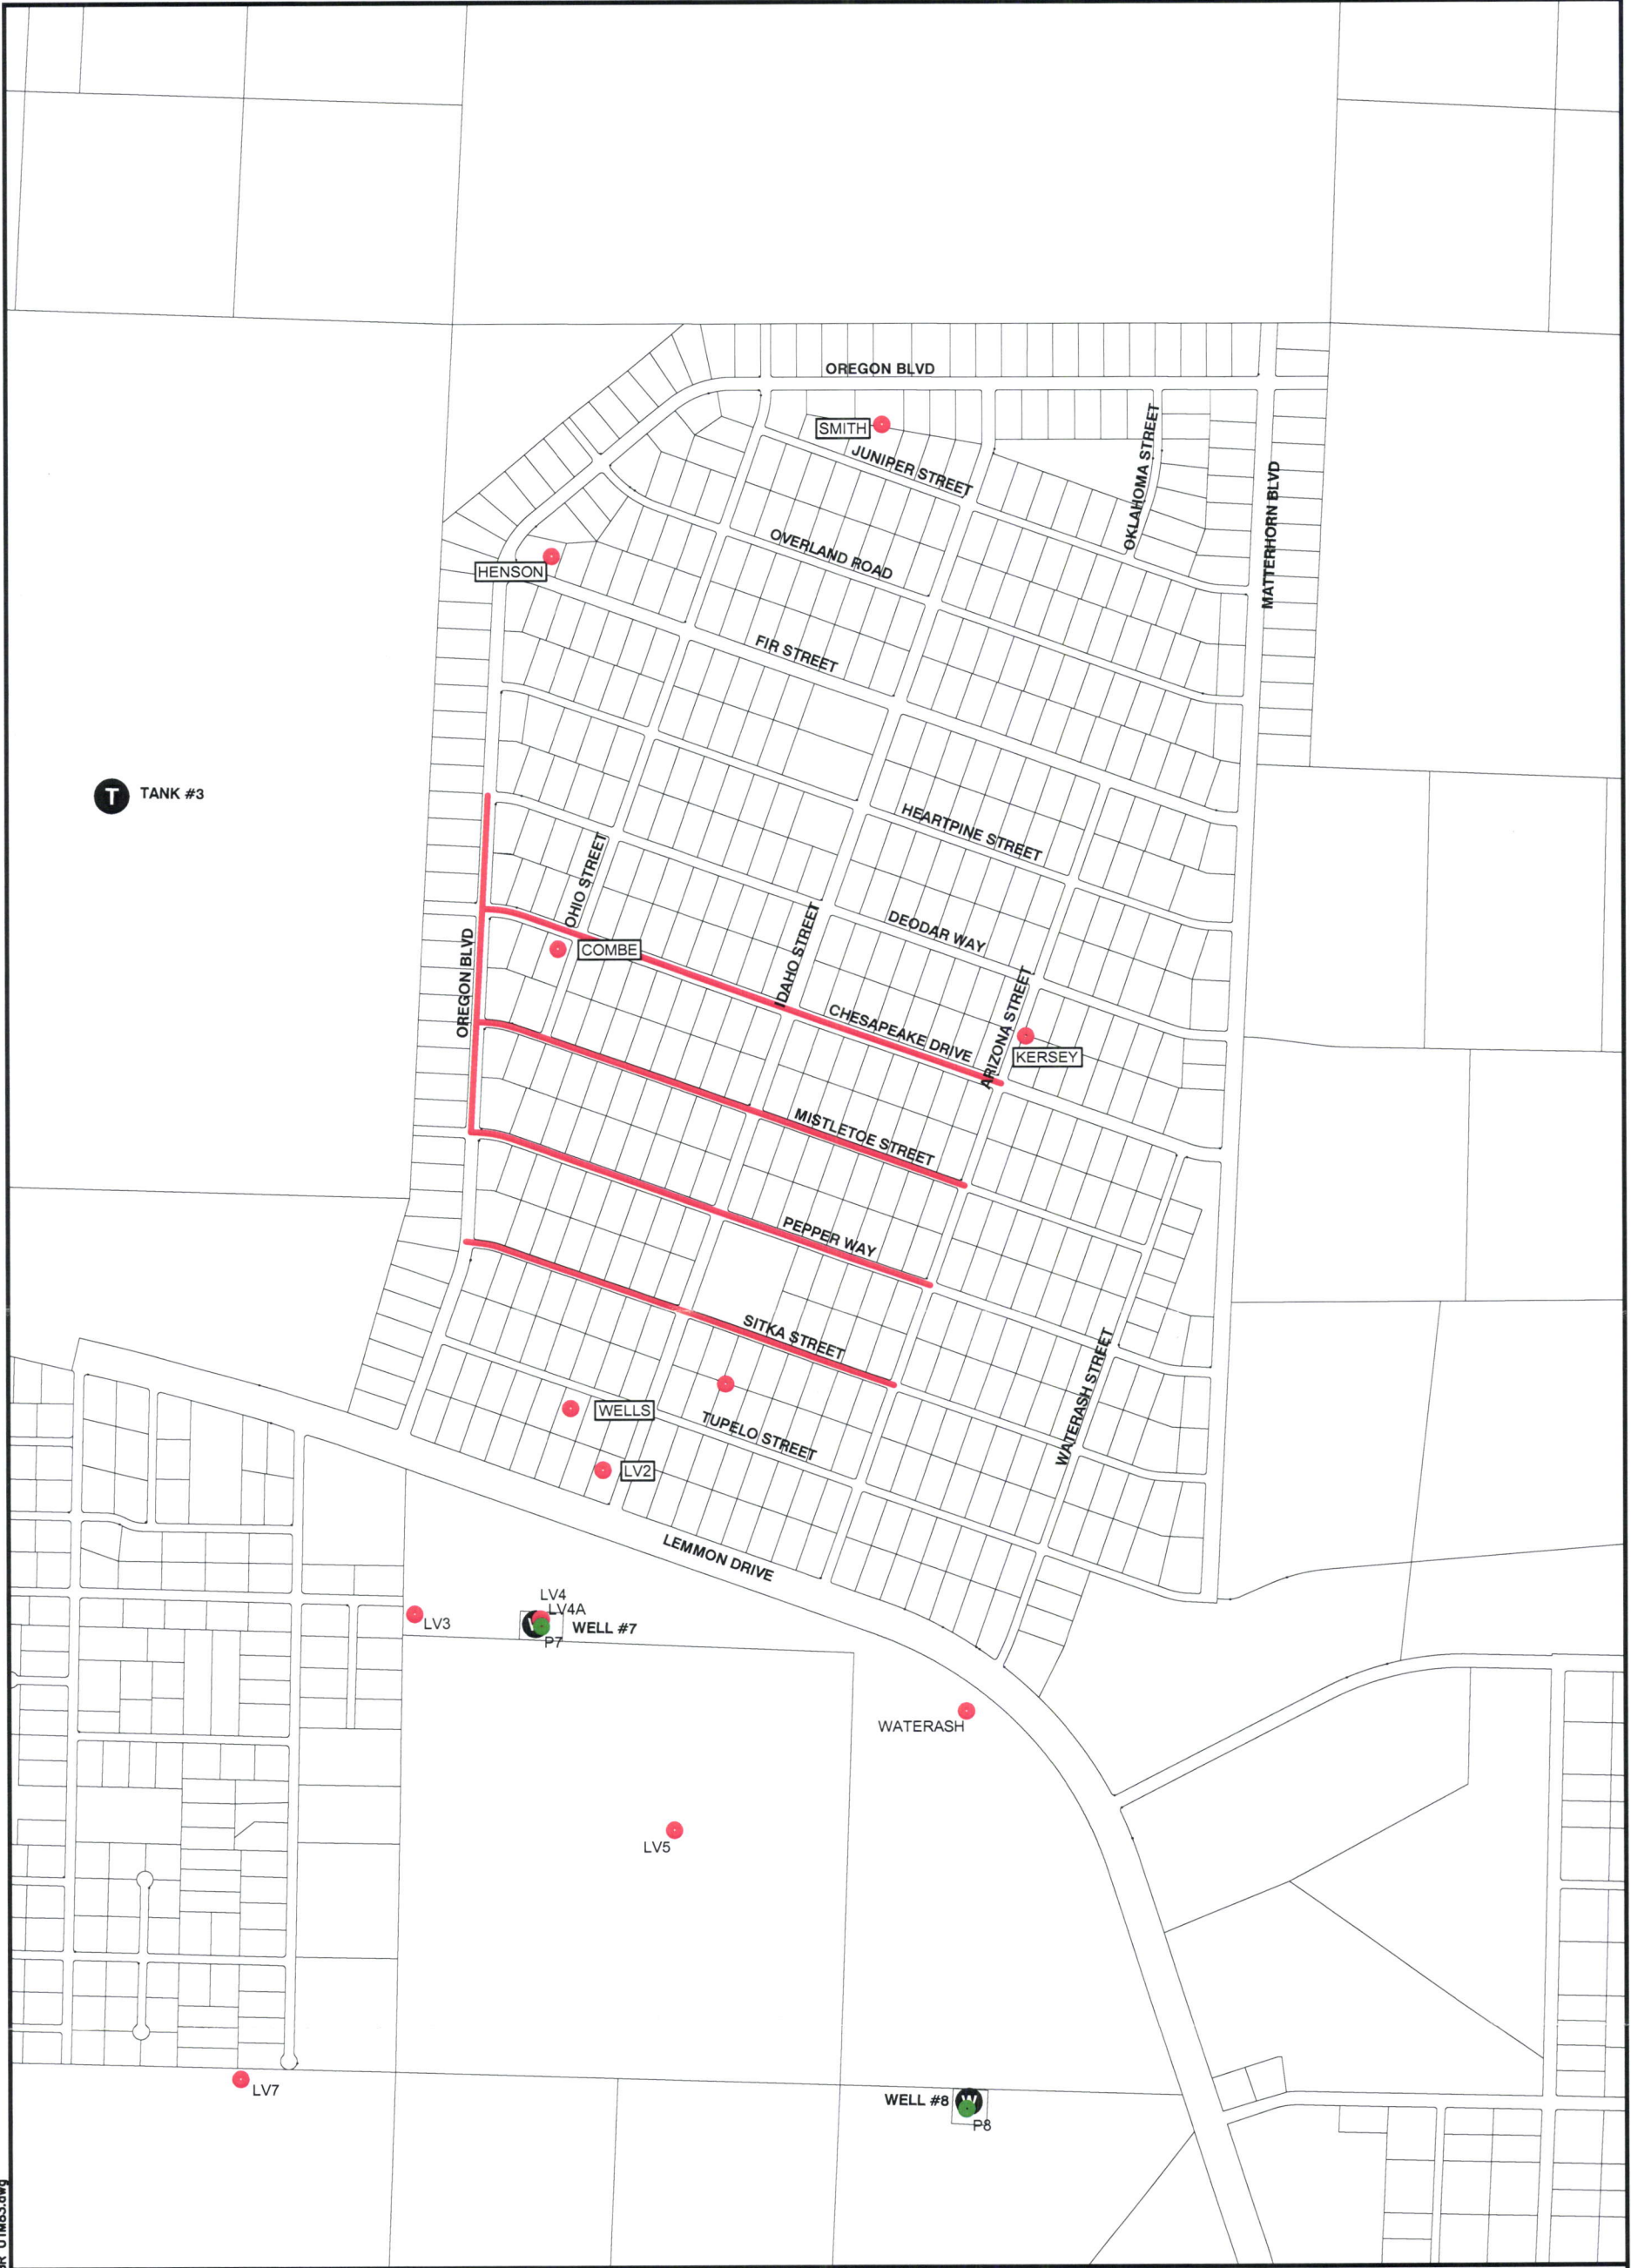 OREGON BLVD
SMITH
JUNIPER STREET
OKLAHOMA STREET
MATTERHORN BLVD
OVERLAND ROAD
HENSON
FIR STREET
T
TANK #3
HEARTPINE STREET
OHIO STREET
IDAHO STREET
DEODAR WAY
OREGON BLVD
COMBE
CHESAPEAKE DRIVE
ARIZONA STREET
KERSEY
MISTLETOE STREET
PEPPER WAY
SITKA STREET
WATERASH STREET
WELLS
TUPELO STREET
LV2
LEMMON DRIVE
LV4
LV4A
LV3
WELL #7
P7
WATERASH
LV5
LV7
WELL #8
W
P8